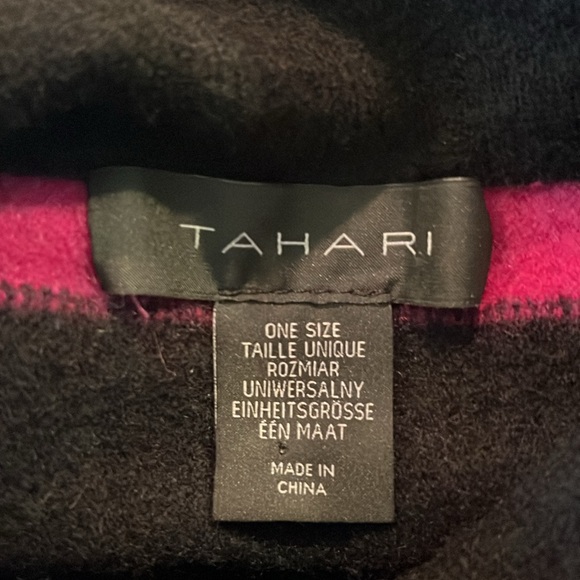 TAHARI
ONE SIZE
TAILLE UNIQUE
ROZMIAR
UNIWERSALNY
EINHEITSGRÖSSE
ÉÉN MAAT
MADE IN
CHINA